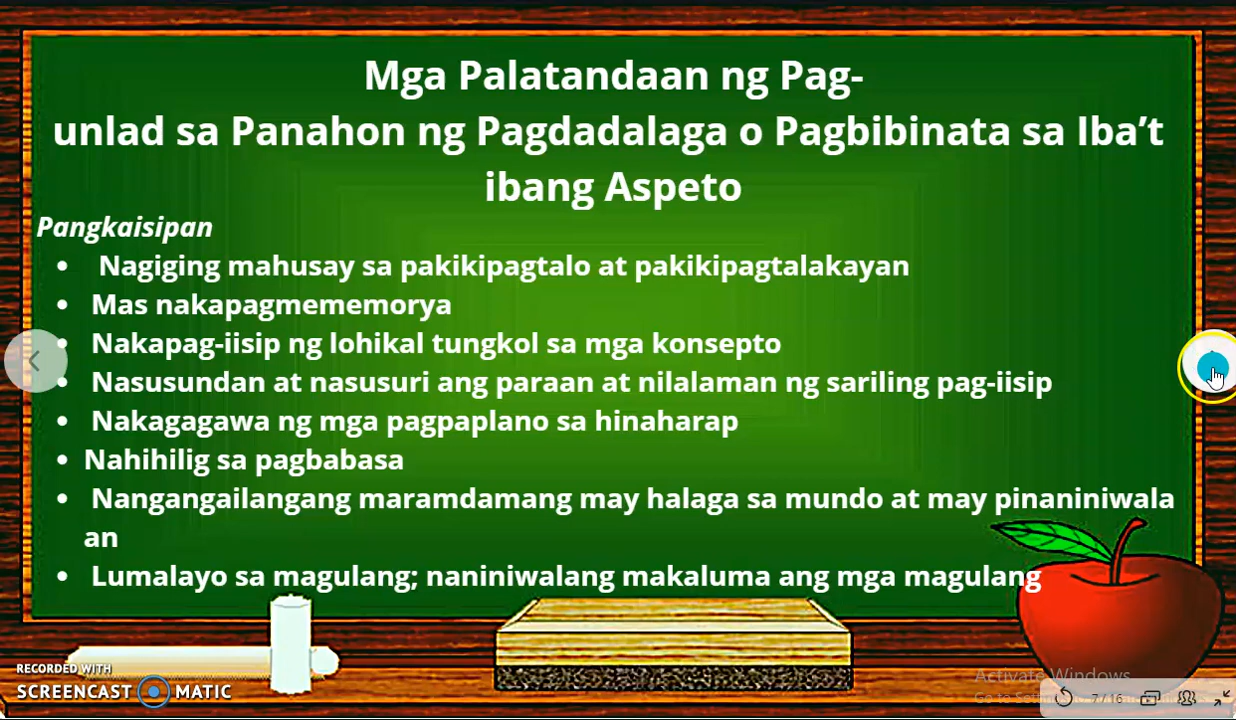 Mga Palatandaan ng Pag-
unlad sa Panahon ng Pagdadalaga o Pagbibinata sa Iba’t
ibang Aspeto
Pangkaisipan
• Nagiging mahusay sa pakikipagtalo at pakikipagtalakayan
• Mas nakapagmememorya
• Nakapag-iisip ng lohikal tungkol sa mga konsepto
• Nasusundan at nasusuri ang paraan at nilalaman ng sariling pag-iisip
• Nakagagawa ng mga pagpaplano sa hinaharap
• Nahihilig sa pagbabasa
• Nangangailangang maramdamang may halaga sa mundo at may pinaniniwala
an
• Lumalayo sa magulang; naniniwalang makaluma ang mga magulang
RECORDED WITH
SCREENCAST MATIC
Activate Windows
Go to Set
7 / 16